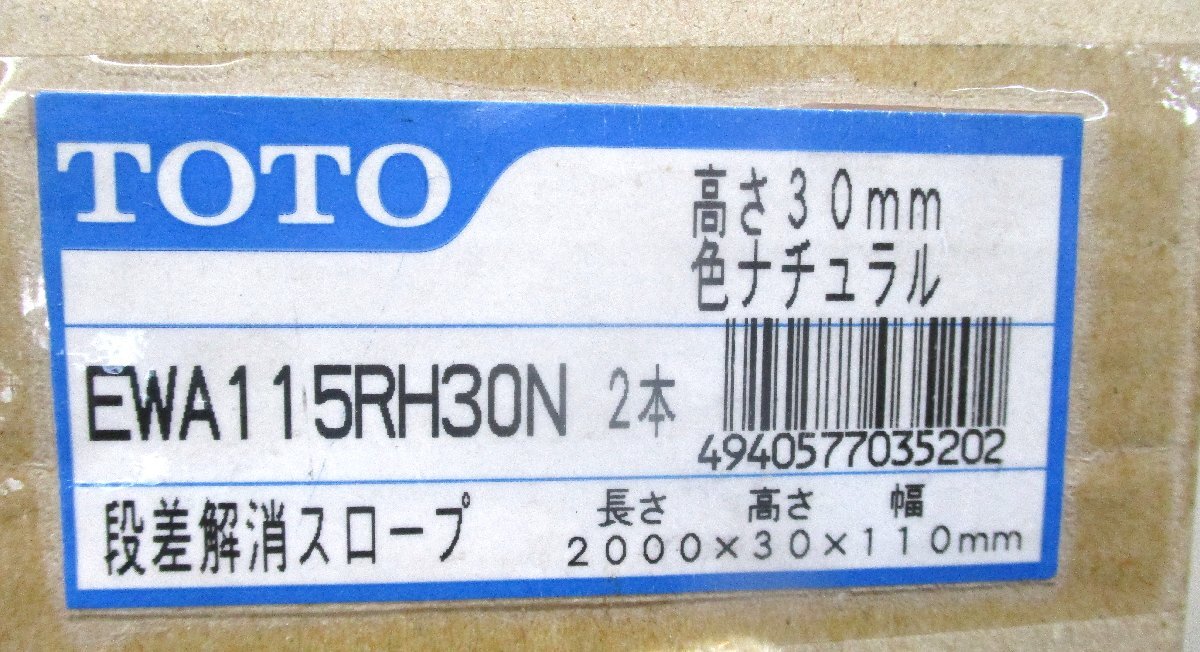 TOTO
高さ30mm
色ナチュラル
EWA115RH30N 2本
4940577035202
段差解消スロープ
長さ 高さ 幅
2000×30×110mm